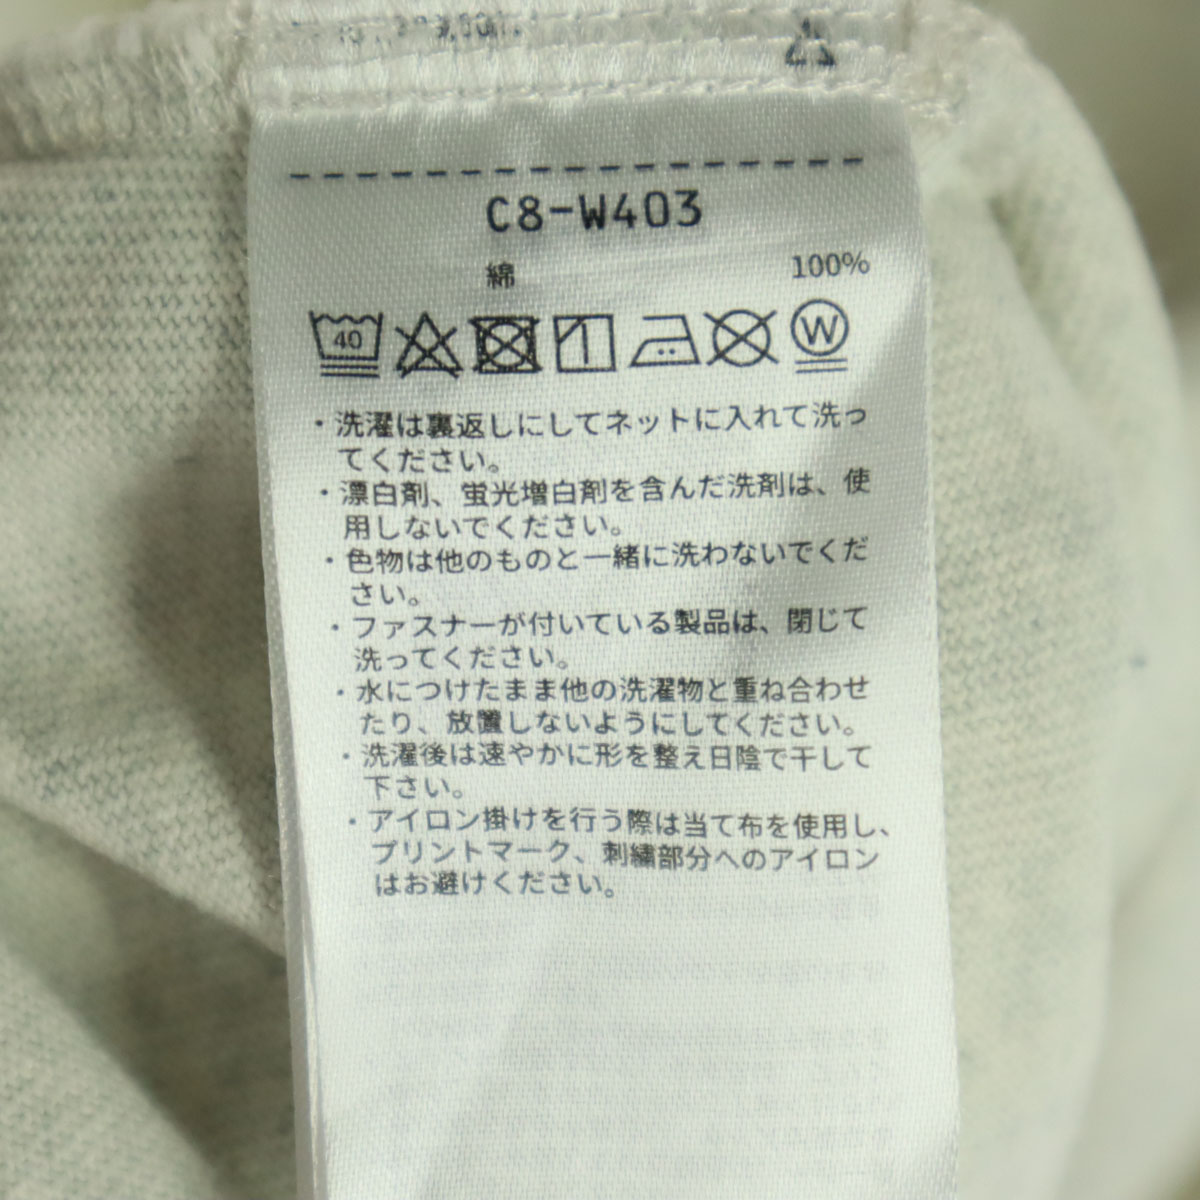 C8-W403
綿 100%
40
W
・洗濯は裏返しにしてネットに入れて洗っ
てください。
・漂白剤、蛍光増白剤を含んだ洗剤は、使
用しないでください。
・色物は他のものと一緒に洗わないでくだ
さい。
・ファスナーが付いている製品は、閉じて
洗ってください。
・水につけたまま他の洗濯物と重ね合わせ
たり、放置しないようにしてください。
・洗濯後は速やかに形を整え日陰で干して
下さい。
・アイロン掛けを行う際は当て布を使用し、
プリントマーク、刺繍部分へのアイロン
はお避けください。